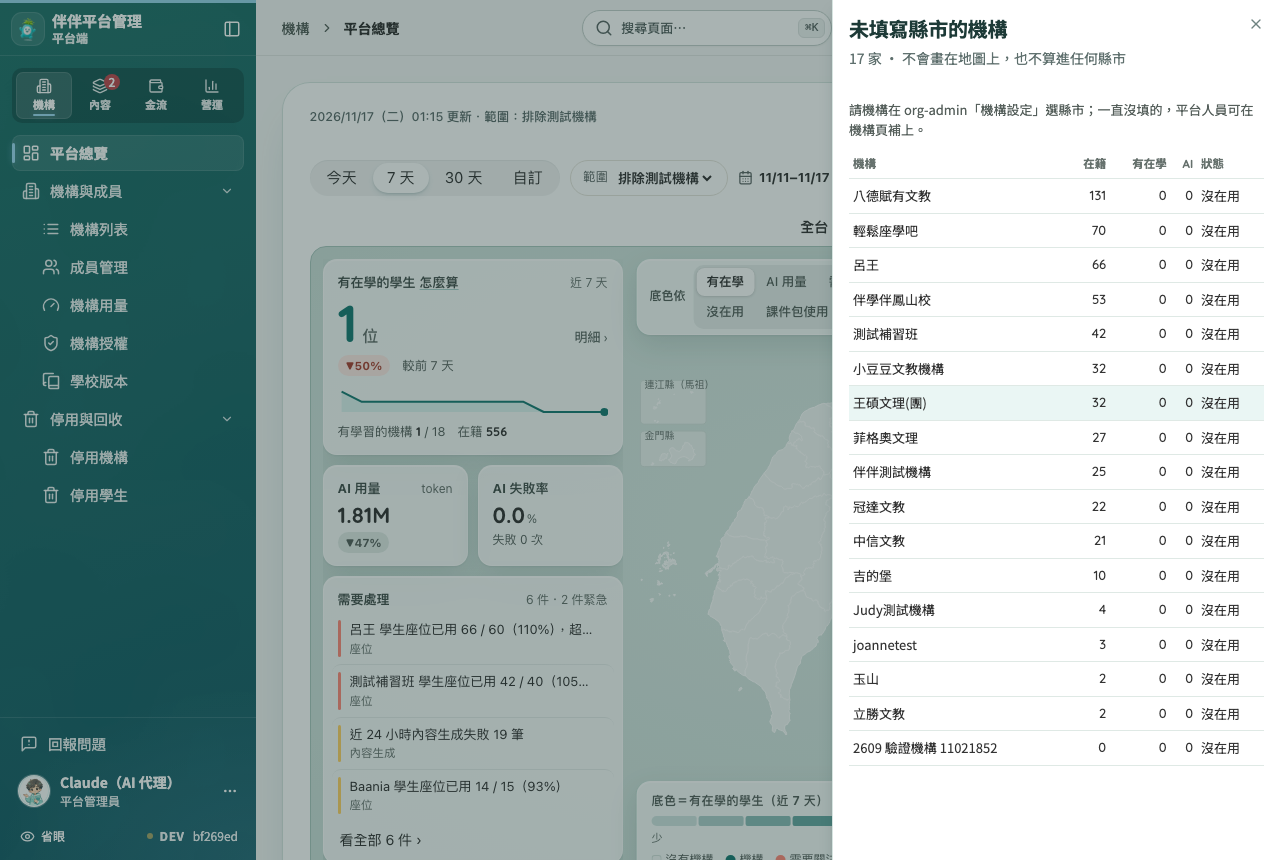 伴伴平台管理
平台端
機構
內容
2
金流
營運
平台總覽
機構與成員
機構列表
成員管理
機構用量
機構授權
學校版本
停用與回收
停用機構
停用學生
回報問題
Claude（AI 代理）
平台管理員
省眼
DEV bf269ed
機構 > 平台總覽
搜尋頁面… ⌘K
2026/11/17（二）01:15 更新 · 範圍：排除測試機構
今天 7 天 30 天 自訂
範圍 排除測試機構
11/11–11/17
全台
有在學的學生 怎麼算 近 7 天
1 位 明細 ›
▼50% 較前 7 天
有學習的機構 1 / 18 在籍 556
AI 用量 token
1.81M
▼47%
AI 失敗率
0.0 %
失敗 0 次
需要處理 6 件 · 2 件緊急
呂王 學生座位已用 66 / 60（110%），超...
座位
測試補習班 學生座位已用 42 / 40（105...
座位
近 24 小時內容生成失敗 19 筆
內容生成
Baania 學生座位已用 14 / 15（93%）
座位
看全部 6 件 ›
底色依 有在學 AI 用量
沒在用 課件包使用
連江縣（馬祖）
金門縣
底色＝有在學的學生（近 7 天）
少
沒有機構 機構 需要關注
未填寫縣市的機構
17 家 • 不會畫在地圖上，也不算進任何縣市
請機構在 org-admin「機構設定」選縣市；一直沒填的，平台人員可在
機構頁補上。
機構 在籍 有在學 AI 狀態
八德賦有文教 131 0 0 沒在用
輕鬆座學吧 70 0 0 沒在用
呂王 66 0 0 沒在用
伴學伴鳳山校 53 0 0 沒在用
測試補習班 42 0 0 沒在用
小豆豆文教機構 32 0 0 沒在用
王碩文理(團) 32 0 0 沒在用
菲格奧文理 27 0 0 沒在用
伴伴測試機構 25 0 0 沒在用
冠達文教 22 0 0 沒在用
中信文教 21 0 0 沒在用
吉的堡 10 0 0 沒在用
Judy測試機構 4 0 0 沒在用
joannetest 3 0 0 沒在用
玉山 2 0 0 沒在用
立勝文教 2 0 0 沒在用
2609 驗證機構 11021852 0 0 0 沒在用